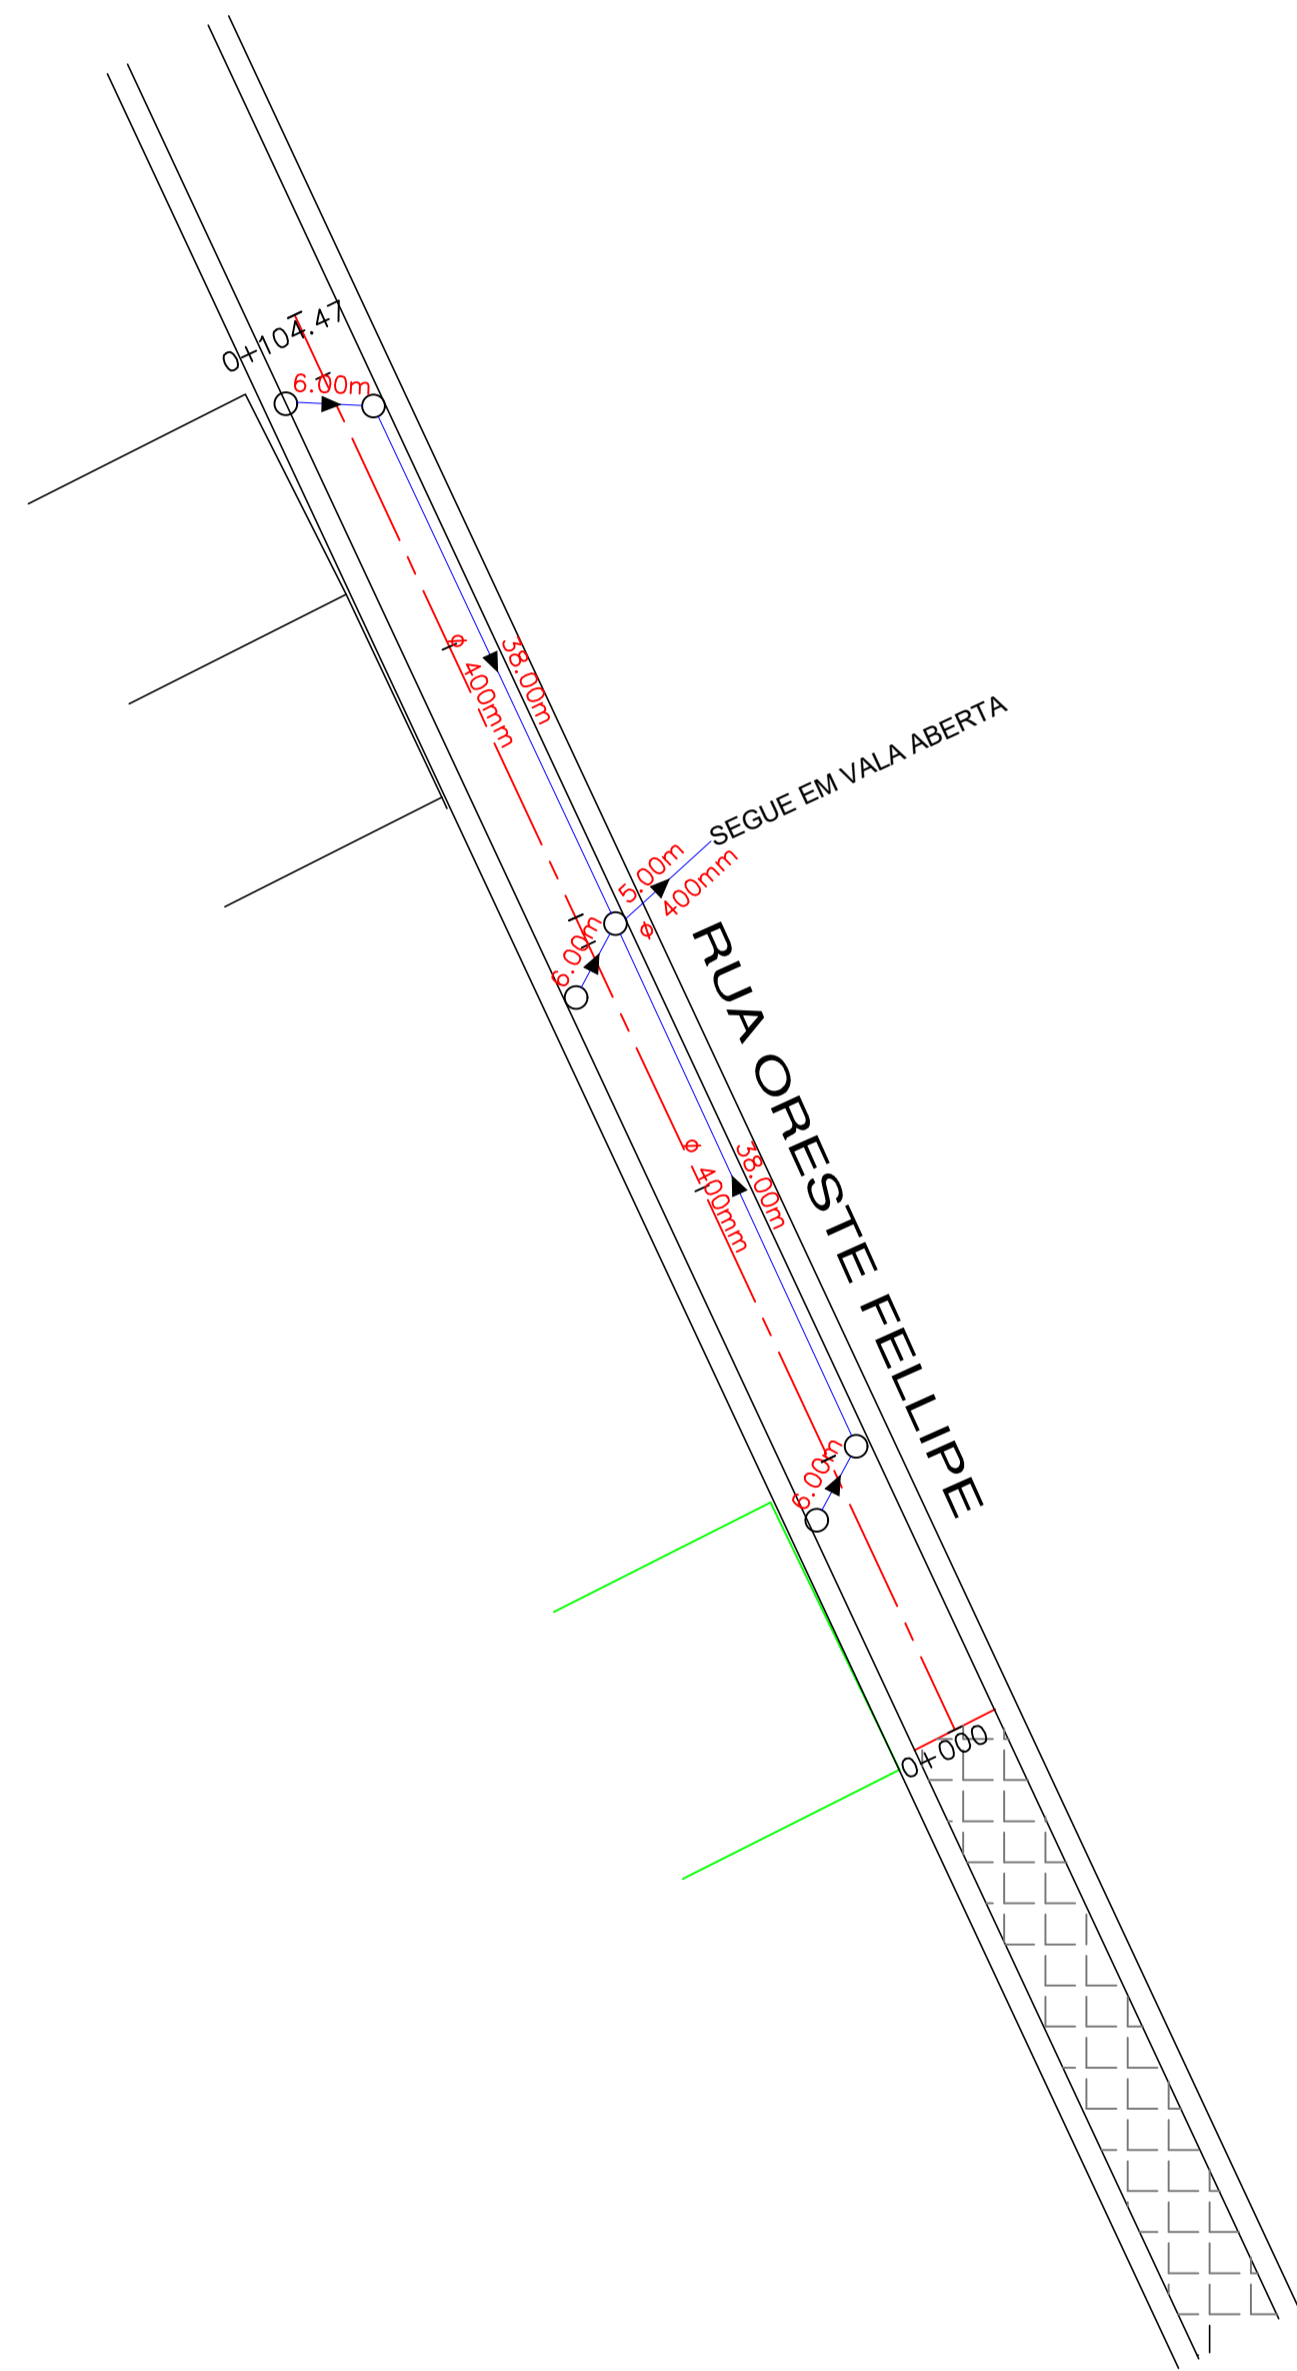 0+104.47
6.00m
38.00m
φ 400mm
SEGUE EM VALA ABERTA
5.00m
φ 400mm
6.00m
RUA ORESTE FELLIPE
38.00m
φ 400mm
6.00m
0+000